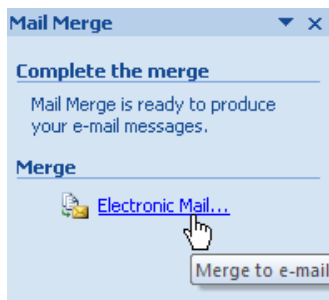 Mail Merge
Complete the merge
Mail Merge is ready to produce
your e-mail messages.
Merge
Electronic Mail...
Merge to e-mail